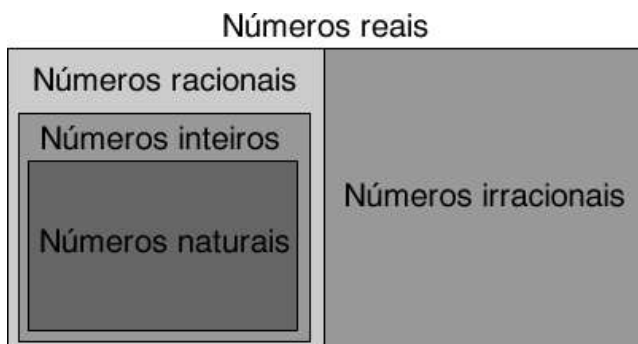 Números reais
Números racionais
Números inteiros
Números naturais
Números irracionais